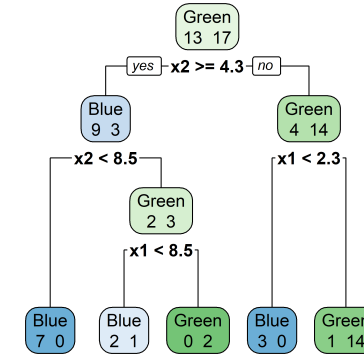 Green
13 17
yes x2 >= 4.3 no
Blue
9 3
Green
4 14
x2 < 8.5
x1 < 2.3
Green
2 3
x1 < 8.5
Blue
7 0
Blue
2 1
Green
0 2
Blue
3 0
Green
1 14